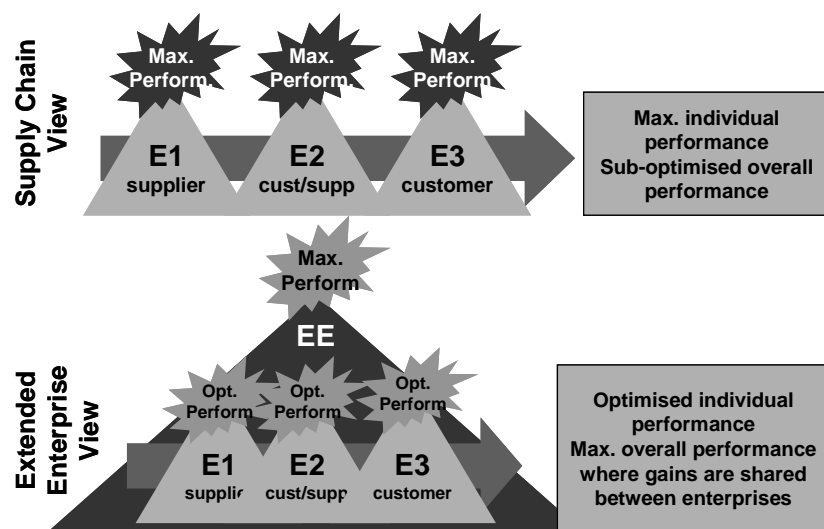 Supply Chain
View
Max.
Perform.
Max.
Perform.
Max.
Perform.
E1
supplier
E2
cust/supp
E3
customer
Max. individual
performance
Sub-optimised overall
performance
Extended
Enterprise
View
Max.
Perform
EE
Opt.
Perform
Opt.
Perform
Opt.
Perform
E1
supplie
E2
cust/supp
E3
customer
Optimised individual
performance
Max. overall performance
where gains are shared
between enterprises